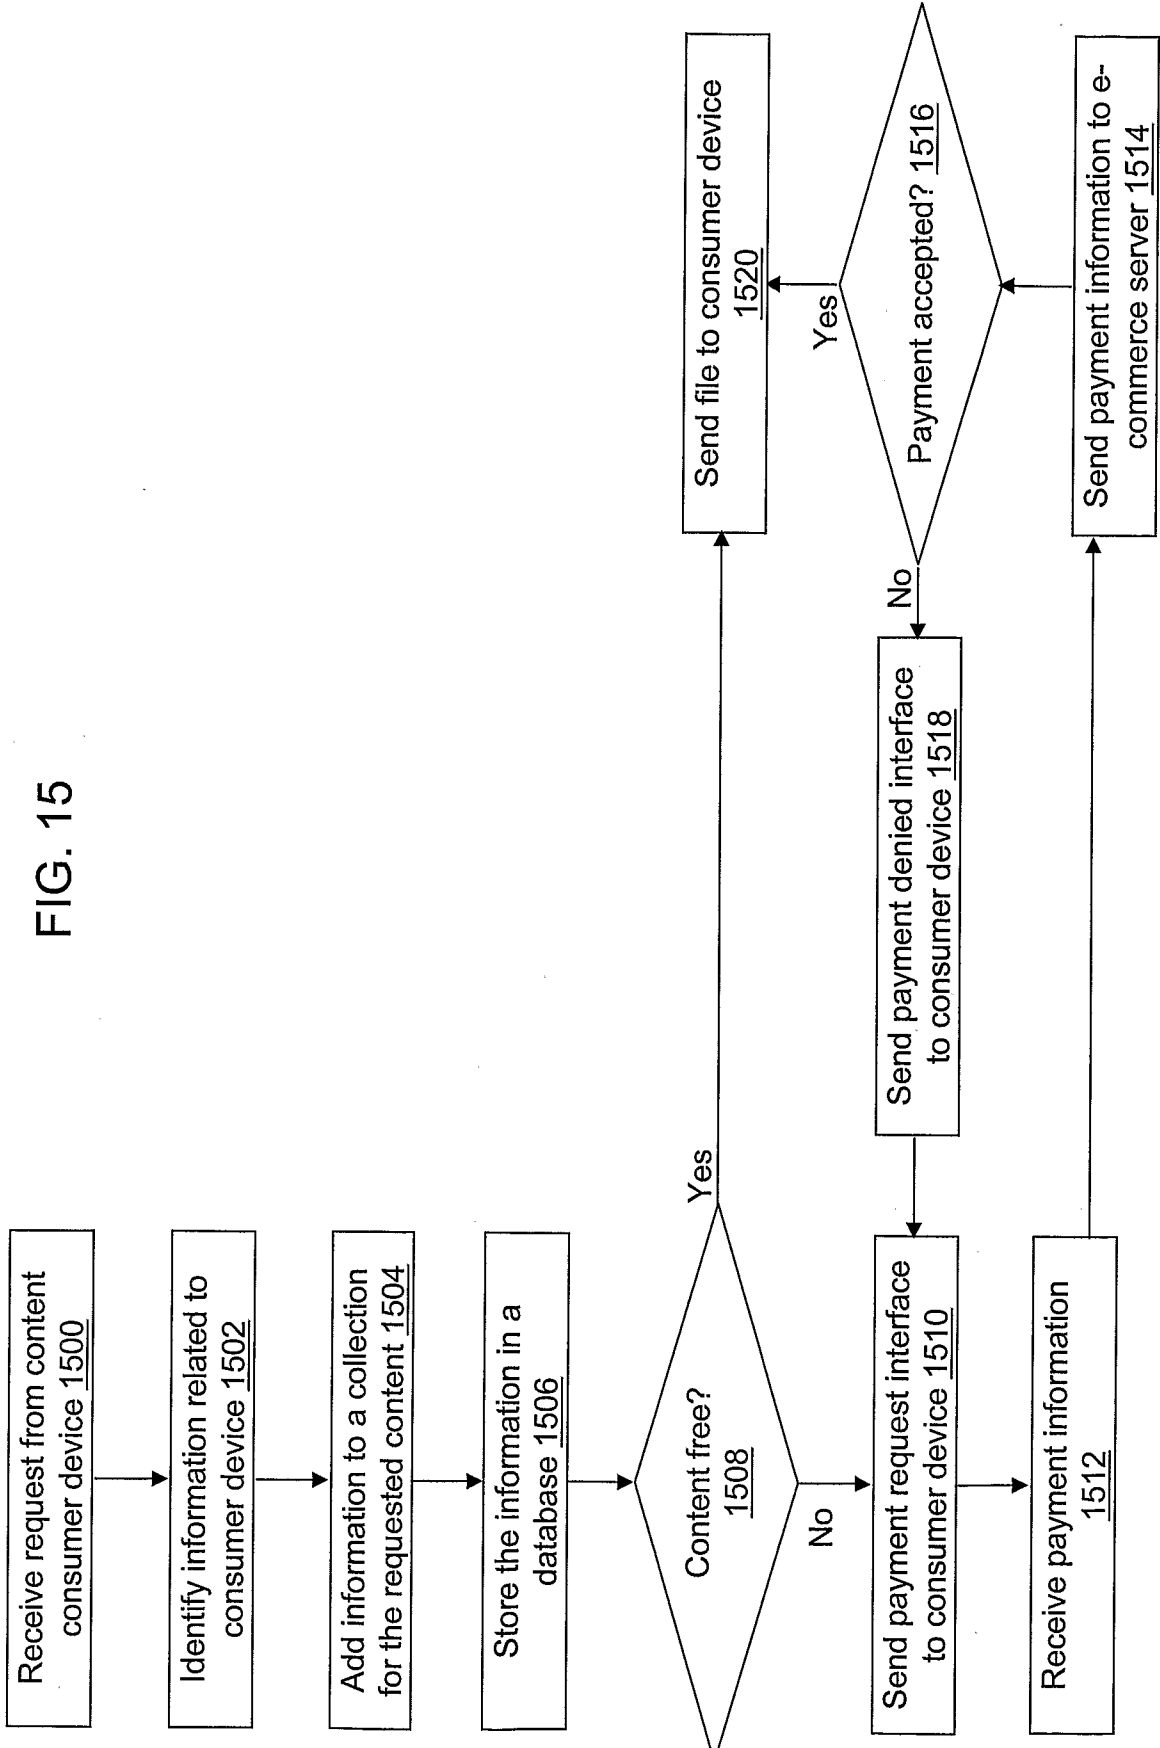 FIG. 15
Receive request from content
consumer device 1500
Identify information related to
consumer device 1502
Add information to a collection
for the requested content 1504
Store the information in a
database 1506
Content free?
1508
Yes
No
Send payment request interface
to consumer device 1510
Receive payment information
1512
Send payment information to e-
commerce server 1514
Payment accepted? 1516
No
Yes
Send payment denied interface
to consumer device 1518
Send file to consumer device
1520